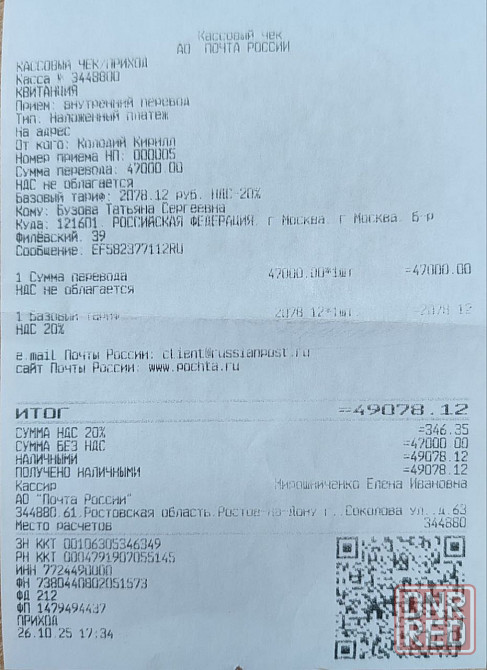 Кассовый чек
АО ПОЧТА РОССИИ
КАССОВЫЙ ЧЕК/ПРИХОД
Касса № 3448800
КВИТАНЦИЯ
Прием: внутренний перевод
Тип: Наложенный платеж
На адрес
От кого: Колодий Кирилл
Номер приема НП: 000005
Сумма перевода: 47000.00
НДС не облагается
Базовый тариф: 2078.12 руб. НДС-20%
Кому: Бузова Татьяна Сергеевна
Куда: 121601, РОССИЙСКАЯ ФЕДЕРАЦИЯ, г Москва, г Москва, б-р
Филевский, 39
Сообщение: EF582377112RU
1 Сумма перевода 47000.00*1шт =47000.00
НДС не облагается
1 Базовый тариф 2078.12*1шт =2078.12
НДС 20%
e.mail Почты России: client@russianpost.ru
сайт Почты России: www.pochta.ru
ИТОГ =49078.12
СУММА НДС 20% =346.35
СУММА БЕЗ НДС =47000.00
НАЛИЧНЫМИ =49078.12
ПОЛУЧЕНО НАЛИЧНЫМИ =49078.12
Кассир Мирошниченко Елена Ивановна
АО "Почта России"
344880,61,Ростовская область,Ростов-на-Дону г.,Соколова ул.,д.63
Место расчетов 344880
ЗН ККТ 00106305346349
РН ККТ 0004791907055145
ИНН 7724490000
ФН 7380440802051573
ФД 212
ФП 1479494437
ПРИХОД
26.10.25 17:34
DNR
RED